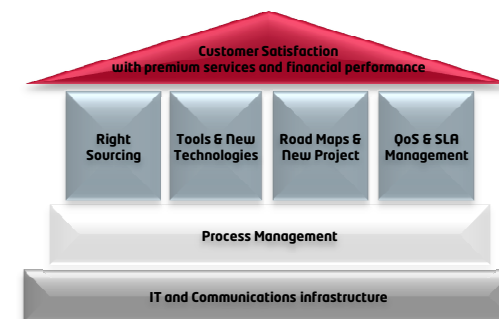 Customer Satisfaction
with premium services and financial performance
Right
Sourcing
Tools & New
Technologies
Road Maps &
New Project
QoS & SLA
Management
Process Management
IT and Communications infrastructure